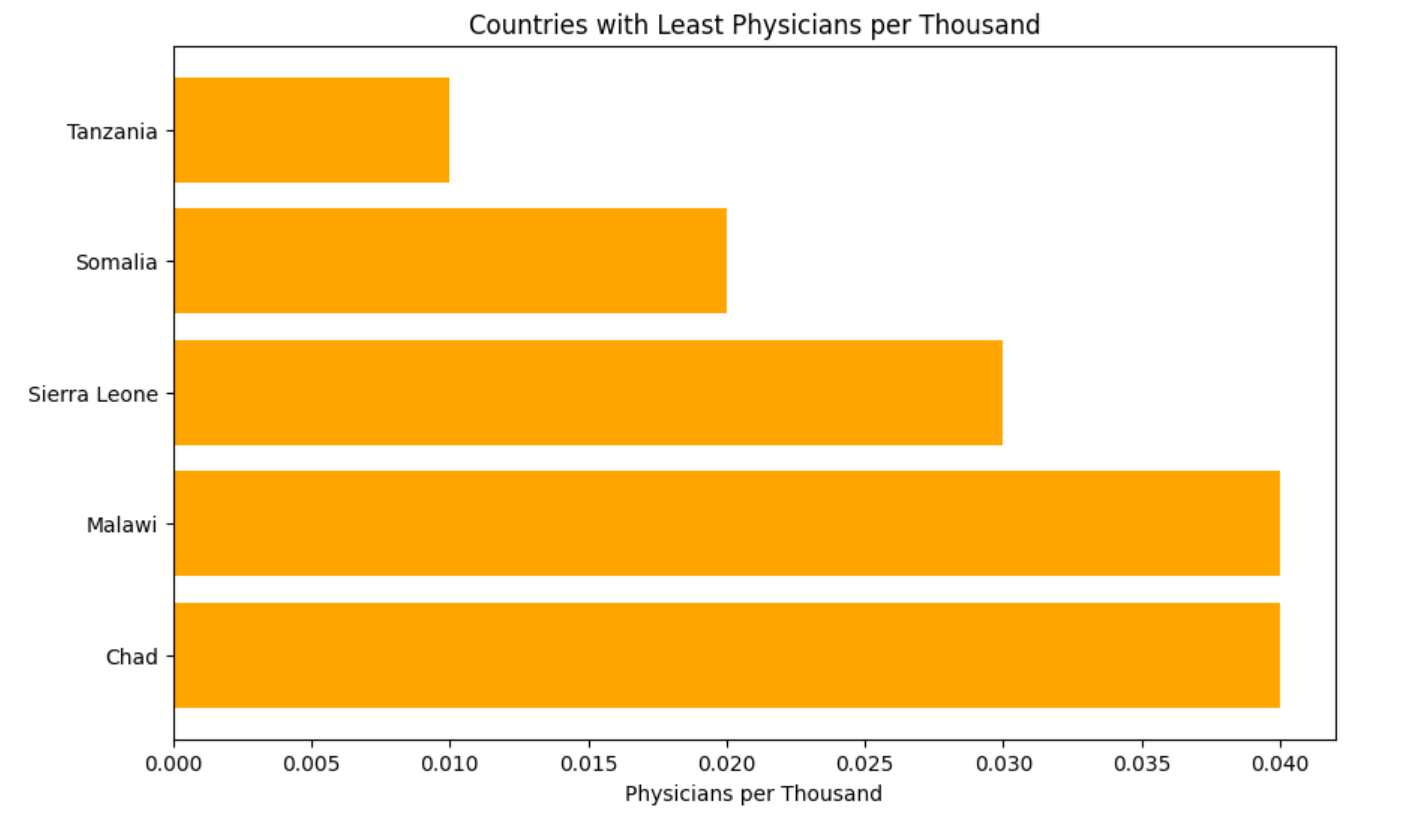 Countries with Least Physicians per Thousand
Tanzania
Somalia
Sierra Leone
Malawi
Chad
0.000 0.005 0.010 0.015 0.020 0.025 0.030 0.035 0.040
Physicians per Thousand